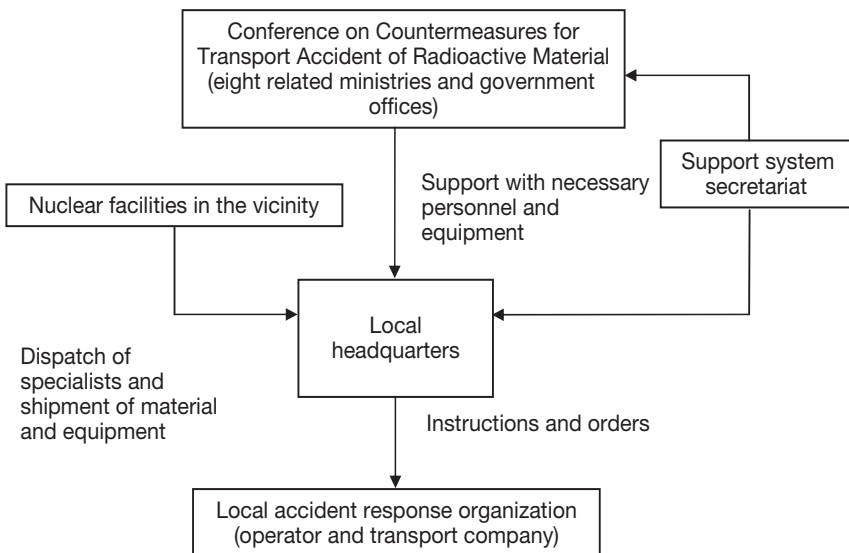 Conference on Countermeasures for
Transport Accident of Radioactive Material
(eight related ministries and government
offices)
Support system
secretariat
Support with necessary
personnel and
equipment
Nuclear facilities in the vicinity
Local
headquarters
Dispatch of
specialists and
shipment of material
and equipment
Instructions and orders
Local accident response organization
(operator and transport company)